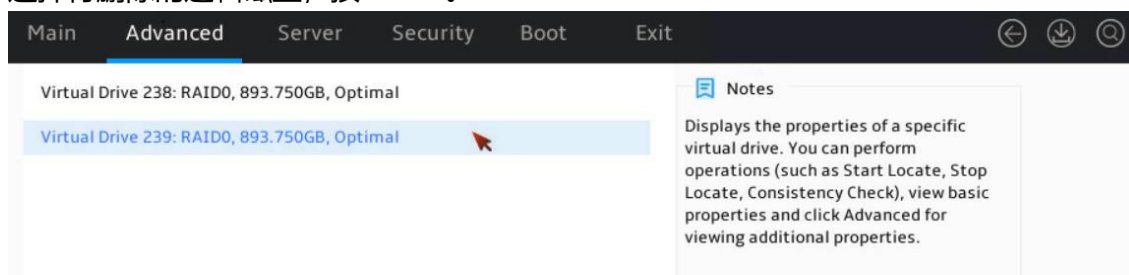 Main Advanced Server Security Boot Exit
Virtual Drive 238: RAID0, 893.750GB, Optimal
Virtual Drive 239: RAID0, 893.750GB, Optimal
Notes
Displays the properties of a specific
virtual drive. You can perform
operations (such as Start Locate, Stop
Locate, Consistency Check), view basic
properties and click Advanced for
viewing additional properties.